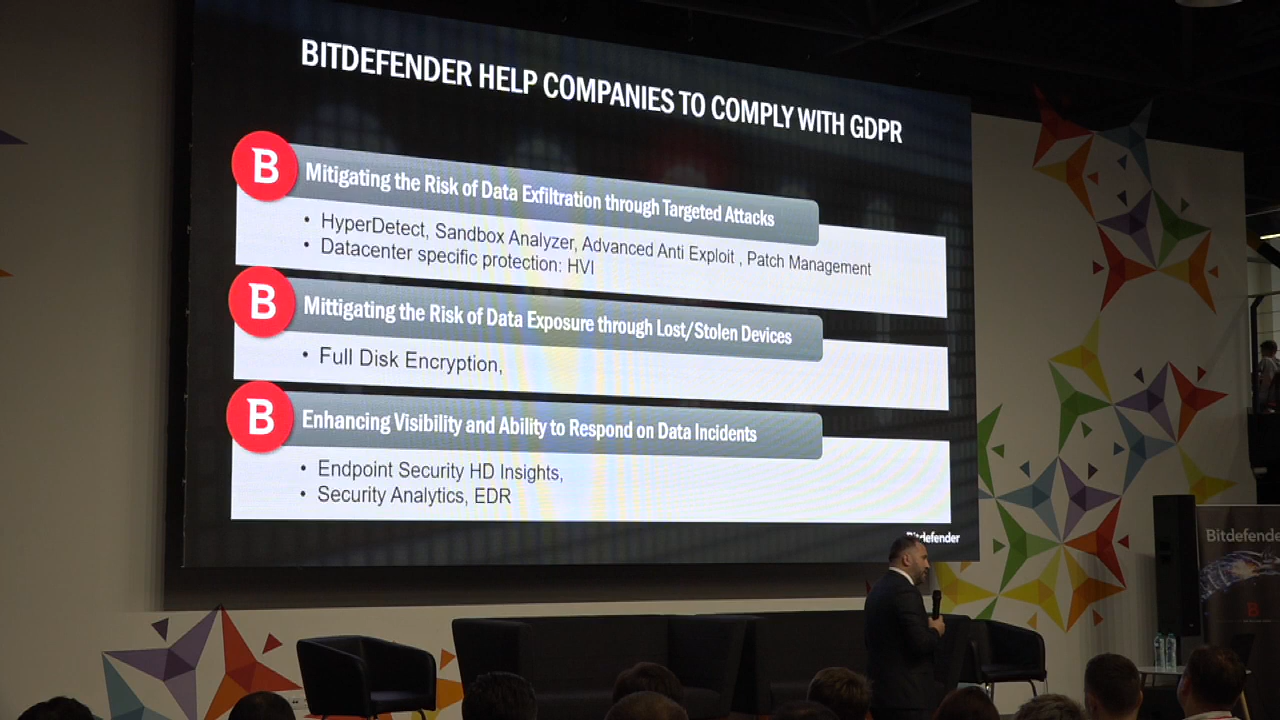 BITDEFENDER HELP COMPANIES TO COMPLY WITH GDPR
B
Mitigating the Risk of Data Exfiltration through Targeted Attacks
• HyperDetect, Sandbox Analyzer, Advanced Anti Exploit , Patch Management
• Datacenter specific protection: HVI
B
Mittigating the Risk of Data Exposure through Lost/Stolen Devices
• Full Disk Encryption,
B
Enhancing Visibility and Ability to Respond on Data Incidents
• Endpoint Security HD Insights,
• Security Analytics, EDR
Bitdefender
Bitdefende
B